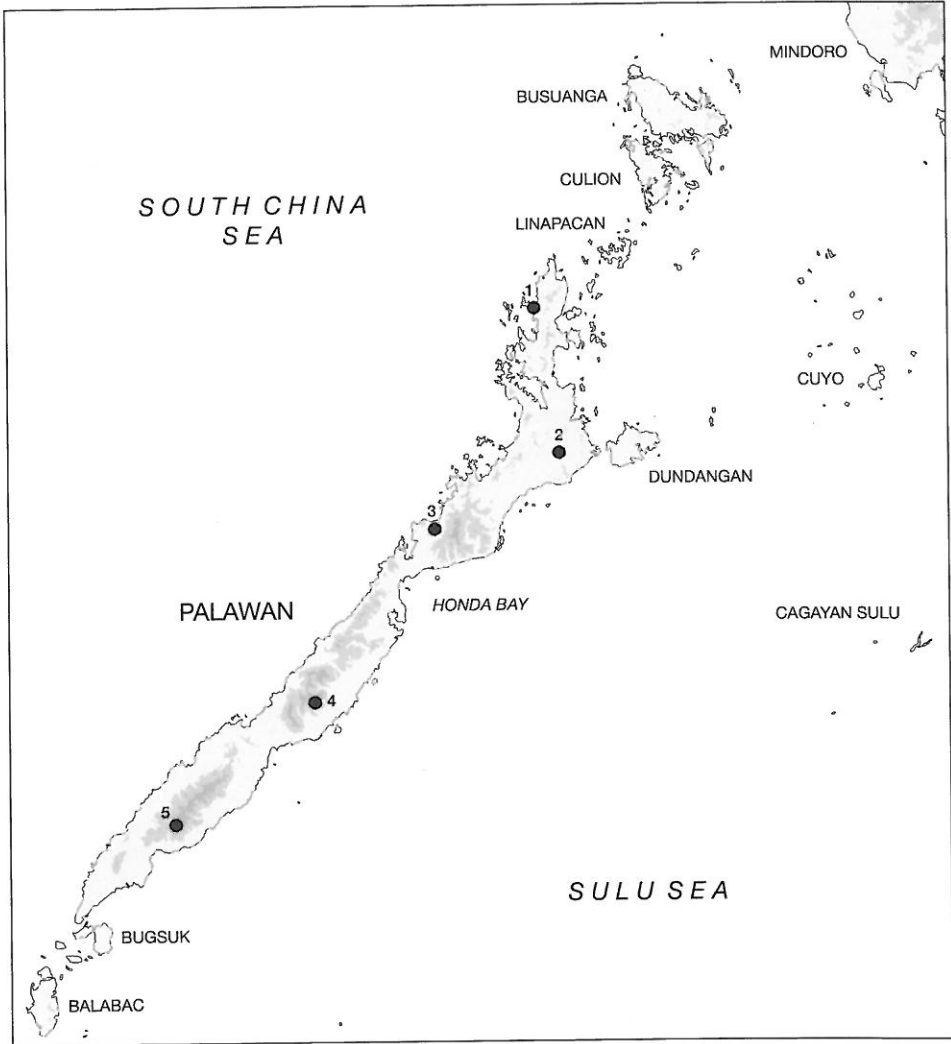 MINDORO
BUSUANGA
CULION
SOUTH CHINA
SEA
LINAPACAN
1
CUYO
2
DUNDANGAN
3
HONDA BAY
PALAWAN
CAGAYAN SULU
4
5
SULU SEA
BUGSUK
BALABAC